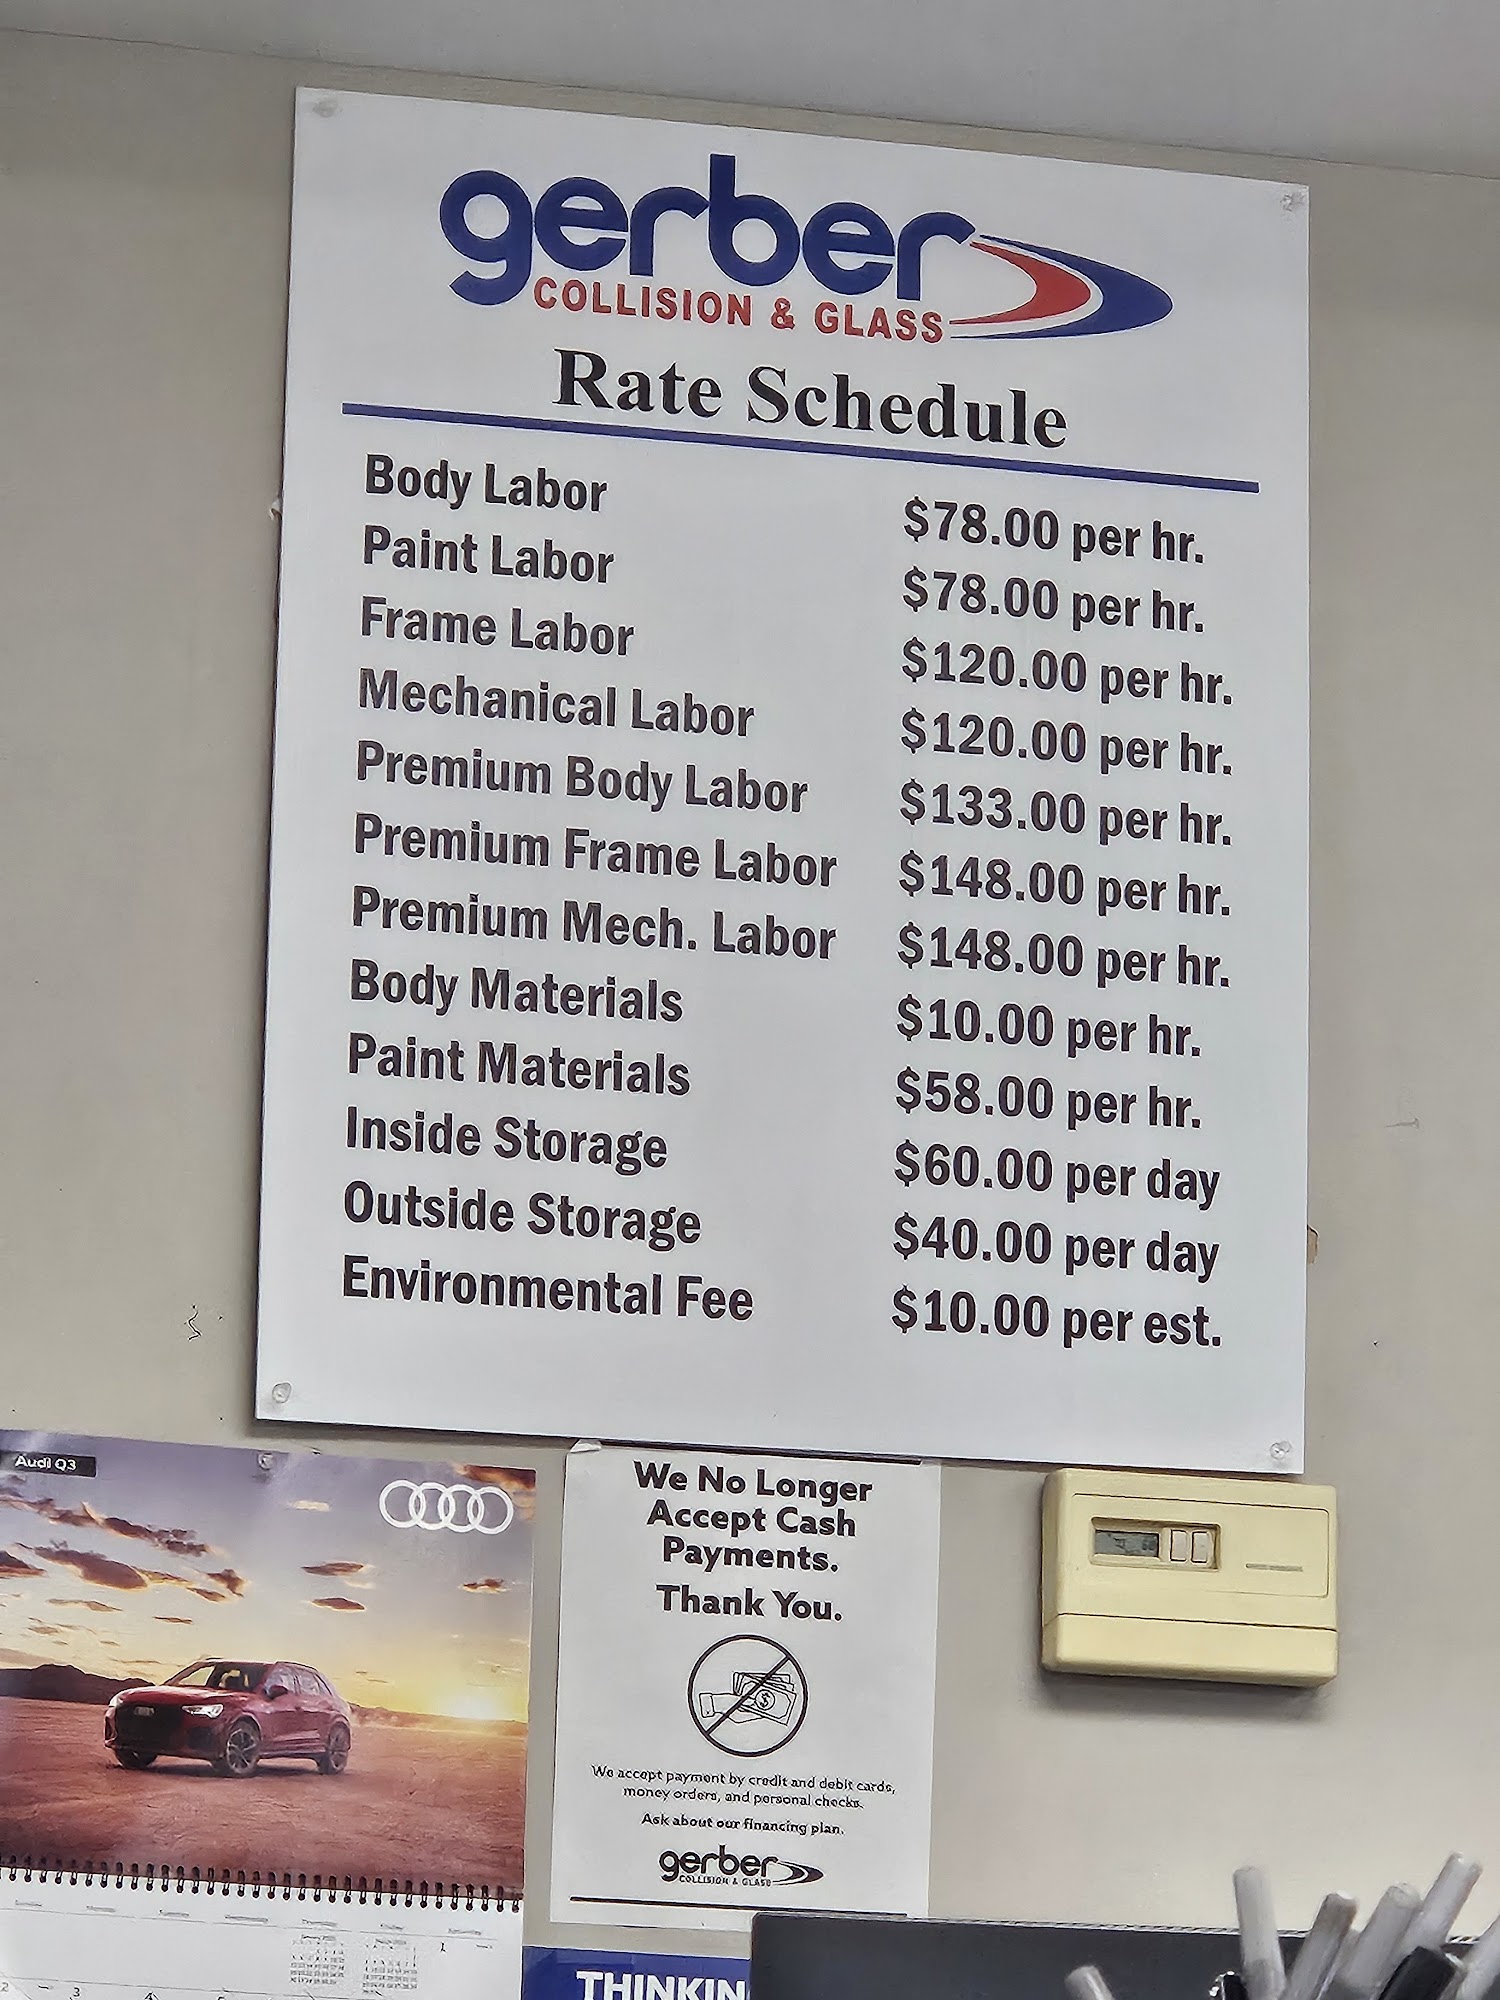 gerber
COLLISION & GLASS
Rate Schedule
Body Labor $78.00 per hr.
Paint Labor $78.00 per hr.
Frame Labor $120.00 per hr.
Mechanical Labor $120.00 per hr.
Premium Body Labor $133.00 per hr.
Premium Frame Labor $148.00 per hr.
Premium Mech. Labor $148.00 per hr.
Body Materials $10.00 per hr.
Paint Materials $58.00 per hr.
Inside Storage $60.00 per day
Outside Storage $40.00 per day
Environmental Fee $10.00 per est.
Audi Q3
We No Longer
Accept Cash
Payments.
Thank You.
$
We accept payment by credit and debit cards,
money orders, and personal checks.
Ask about our financing plan.
gerber
COLLISION & GLASS
THINKIN